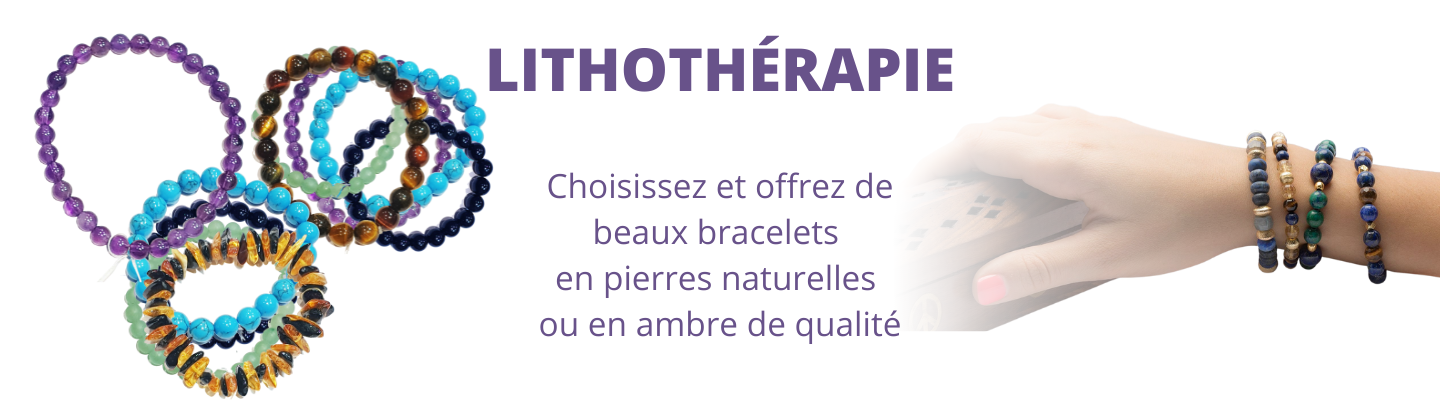 LITHOTHÉRAPIE
Choisissez et offrez de
beaux bracelets
en pierres naturelles
ou en ambre de qualité